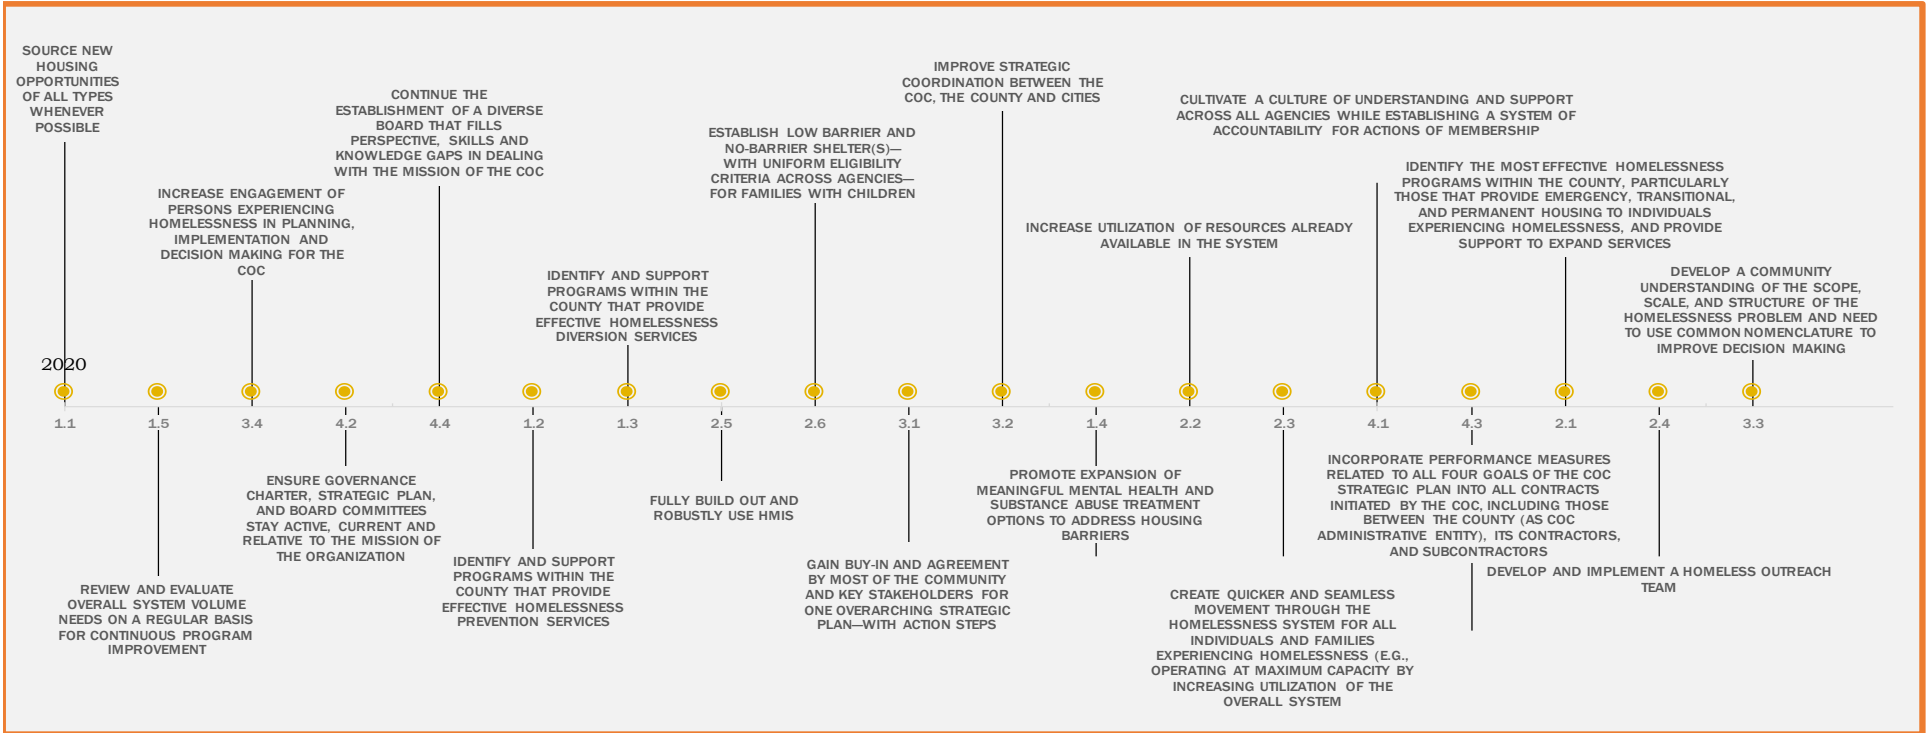 SOURCE NEW
HOUSING
OPPORTUNITIES
OF ALL TYPES
WHENEVER
POSSIBLE
INCREASE ENGAGEMENT OF
PERSONS EXPERIENCING
HOMELESSNESS IN PLANNING,
IMPLEMENTATION AND
DECISION MAKING FOR THE
COC
CONTINUE THE
ESTABLISHMENT OF A DIVERSE
BOARD THAT FILLS
PERSPECTIVE, SKILLS AND
KNOWLEDGE GAPS IN DEALING
WITH THE MISSION OF THE COC
IDENTIFY AND SUPPORT
PROGRAMS WITHIN THE
COUNTY THAT PROVIDE
EFFECTIVE HOMELESSNESS
DIVERSION SERVICES
ESTABLISH LOW BARRIER AND
NO-BARRIER SHELTER(S)—
WITH UNIFORM ELIGIBILITY
CRITERIA ACROSS AGENCIES—
FOR FAMILIES WITH CHILDREN
IMPROVE STRATEGIC
COORDINATION BETWEEN THE
COC, THE COUNTY AND CITIES
INCREASE UTILIZATION OF RESOURCES ALREADY
AVAILABLE IN THE SYSTEM
CULTIVATE A CULTURE OF UNDERSTANDING AND SUPPORT
ACROSS ALL AGENCIES WHILE ESTABLISHING A SYSTEM OF
ACCOUNTABILITY FOR ACTIONS OF MEMBERSHIP
IDENTIFY THE MOST EFFECTIVE HOMELESSNESS
PROGRAMS WITHIN THE COUNTY, PARTICULARLY
THOSE THAT PROVIDE EMERGENCY, TRANSITIONAL,
AND PERMANENT HOUSING TO INDIVIDUALS
EXPERIENCING HOMELESSNESS, AND PROVIDE
SUPPORT TO EXPAND SERVICES
DEVELOP A COMMUNITY
UNDERSTANDING OF THE SCOPE,
SCALE, AND STRUCTURE OF THE
HOMELESSNESS PROBLEM AND NEED
TO USE COMMON NOMENCLATURE TO
IMPROVE DECISION MAKING
2020
1.1 1.5 3.4 4.2 4.4 1.2 1.3 2.5 2.6 3.1 3.2 1.4 2.2 2.3 4.1 4.3 2.1 2.4 3.3
REVIEW AND EVALUATE
OVERALL SYSTEM VOLUME
NEEDS ON A REGULAR BASIS
FOR CONTINUOUS PROGRAM
IMPROVEMENT
ENSURE GOVERNANCE
CHARTER, STRATEGIC PLAN,
AND BOARD COMMITTEES
STAY ACTIVE, CURRENT AND
RELATIVE TO THE MISSION OF
THE ORGANIZATION
IDENTIFY AND SUPPORT
PROGRAMS WITHIN THE
COUNTY THAT PROVIDE
EFFECTIVE HOMELESSNESS
PREVENTION SERVICES
FULLY BUILD OUT AND
ROBUSTLY USE HMIS
GAIN BUY-IN AND AGREEMENT
BY MOST OF THE COMMUNITY
AND KEY STAKEHOLDERS FOR
ONE OVERARCHING STRATEGIC
PLAN—WITH ACTION STEPS
PROMOTE EXPANSION OF
MEANINGFUL MENTAL HEALTH AND
SUBSTANCE ABUSE TREATMENT
OPTIONS TO ADDRESS HOUSING
BARRIERS
CREATE QUICKER AND SEAMLESS
MOVEMENT THROUGH THE
HOMELESSNESS SYSTEM FOR ALL
INDIVIDUALS AND FAMILIES
EXPERIENCING HOMELESSNESS (E.G.,
OPERATING AT MAXIMUM CAPACITY BY
INCREASING UTILIZATION OF THE
OVERALL SYSTEM
INCORPORATE PERFORMANCE MEASURES
RELATED TO ALL FOUR GOALS OF THE COC
STRATEGIC PLAN INTO ALL CONTRACTS
INITIATED BY THE COC, INCLUDING THOSE
BETWEEN THE COUNTY (AS COC
ADMINISTRATIVE ENTITY), ITS CONTRACTORS,
AND SUBCONTRACTORS
DEVELOP AND IMPLEMENT A HOMELESS OUTREACH
TEAM